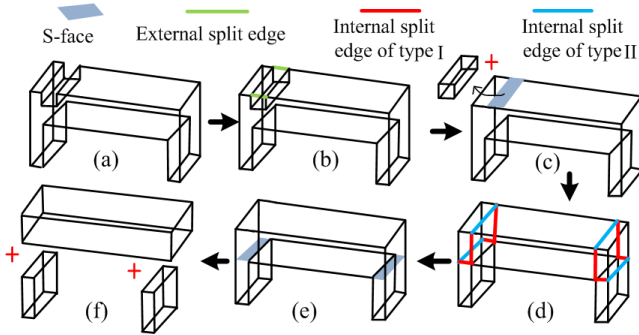 S-face
External split edge
Internal split
edge of type I
Internal split
edge of type II
(a)
(b)
+
(c)
+
+
(f)
(e)
(d)